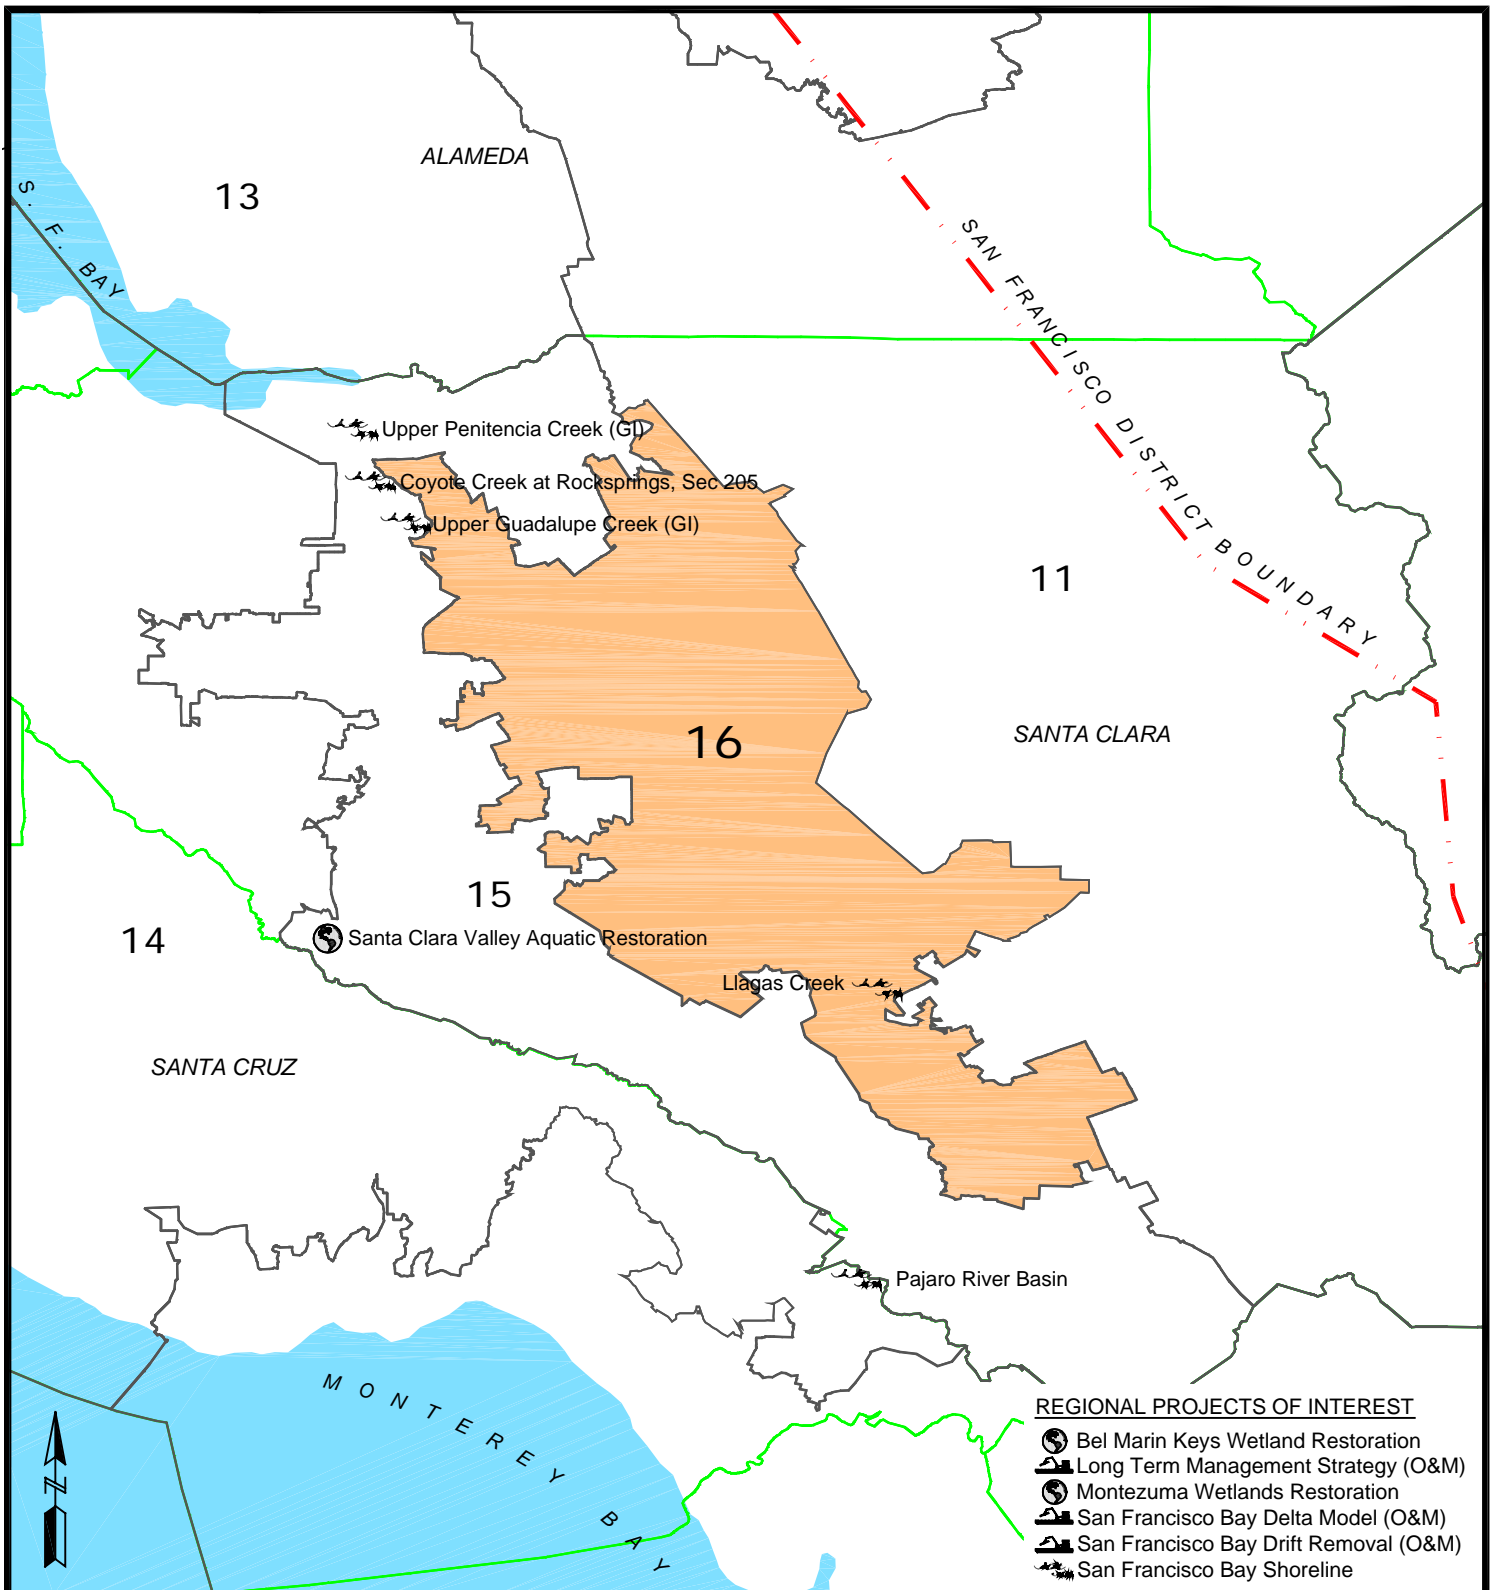 ALAMEDA
13
S. F. BAY
SAN FRANCISCO DISTRICT BOUNDARY
Upper Penitencia Creek (GI)
Coyote Creek at Rocksprings, Sec 205
Upper Guadalupe Creek (GI)
11
SANTA CLARA
16
15
14
Santa Clara Valley Aquatic Restoration
Llagas Creek
SANTA CRUZ
Pajaro River Basin
MONTEREY BAY
N
REGIONAL PROJECTS OF INTEREST
Bel Marin Keys Wetland Restoration
Long Term Management Strategy (O&M)
Montezuma Wetlands Restoration
San Francisco Bay Delta Model (O&M)
San Francisco Bay Drift Removal (O&M)
San Francisco Bay Shoreline